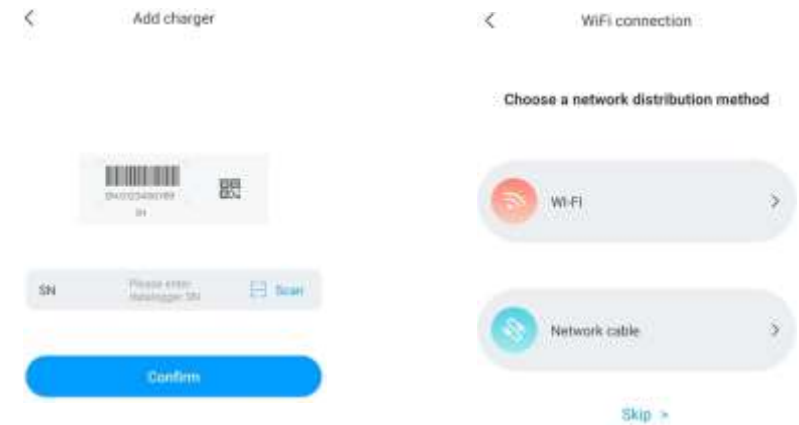 Add charger
SN
SN
Please enter
datalogger SN
Scan
Confirm
WiFi connection
Choose a network distribution method
WI-FI
Network cable
Skip >